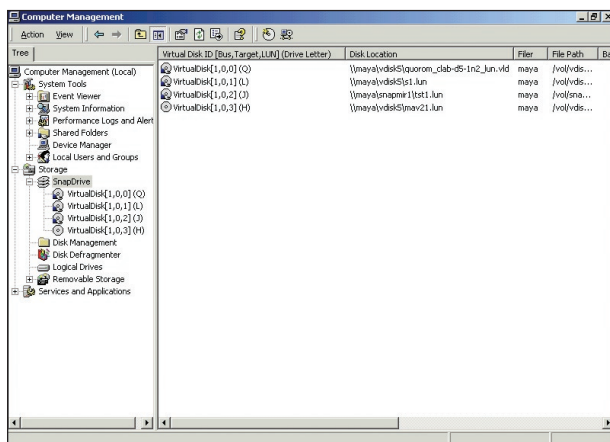 Computer Management
Action View
Tree
Computer Management (Local)
System Tools
Event Viewer
System Information
Performance Logs and Alert
Shared Folders
Device Manager
Local Users and Groups
Storage
SnapDrive
VirtualDisk[1,0,0] (Q)
VirtualDisk[1,0,1] (L)
VirtualDisk[1,0,2] (J)
VirtualDisk[1,0,3] (H)
Disk Management
Disk Defragmenter
Logical Drives
Removable Storage
Services and Applications
Virtual Disk ID [Bus,Target,LUN] (Drive Letter) Disk Location Filer File Path Ba
VirtualDisk[1,0,0] (Q) \\maya\vdisk5\quorom_clab-d5-1n2_lun.vld maya /vol/vdis...
VirtualDisk[1,0,1] (L) \\maya\vdisk5\s1.lun maya /vol/vdis...
VirtualDisk[1,0,2] (J) \\maya\snapmir1\tst1.lun maya /vol/sna...
VirtualDisk[1,0,3] (H) \\maya\vdisk5\mav21.lun maya /vol/vdis...